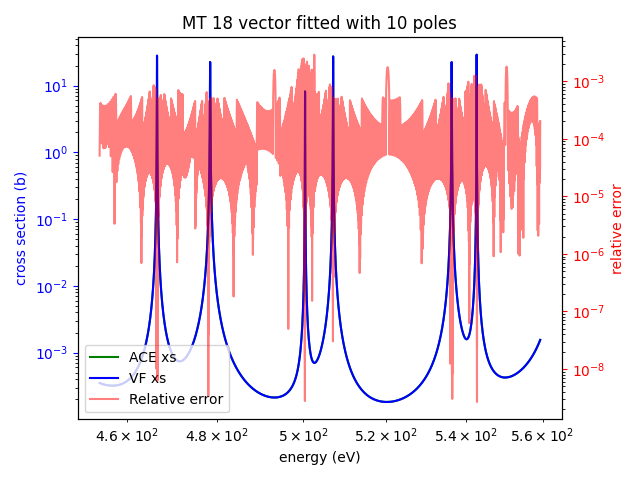 MT 18 vector fitted with 10 poles
cross section (b)
10¹
10⁰
10⁻¹
10⁻²
10⁻³
10⁻³
10⁻⁴
10⁻⁵
10⁻⁶
10⁻⁷
10⁻⁸
relative error
ACE xs
VF xs
Relative error
4.6 × 10² 4.8 × 10² 5 × 10² 5.2 × 10² 5.4 × 10² 5.6 × 10²
energy (eV)